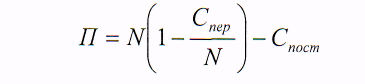 П = N(1 − Cпер/N) − Cпост